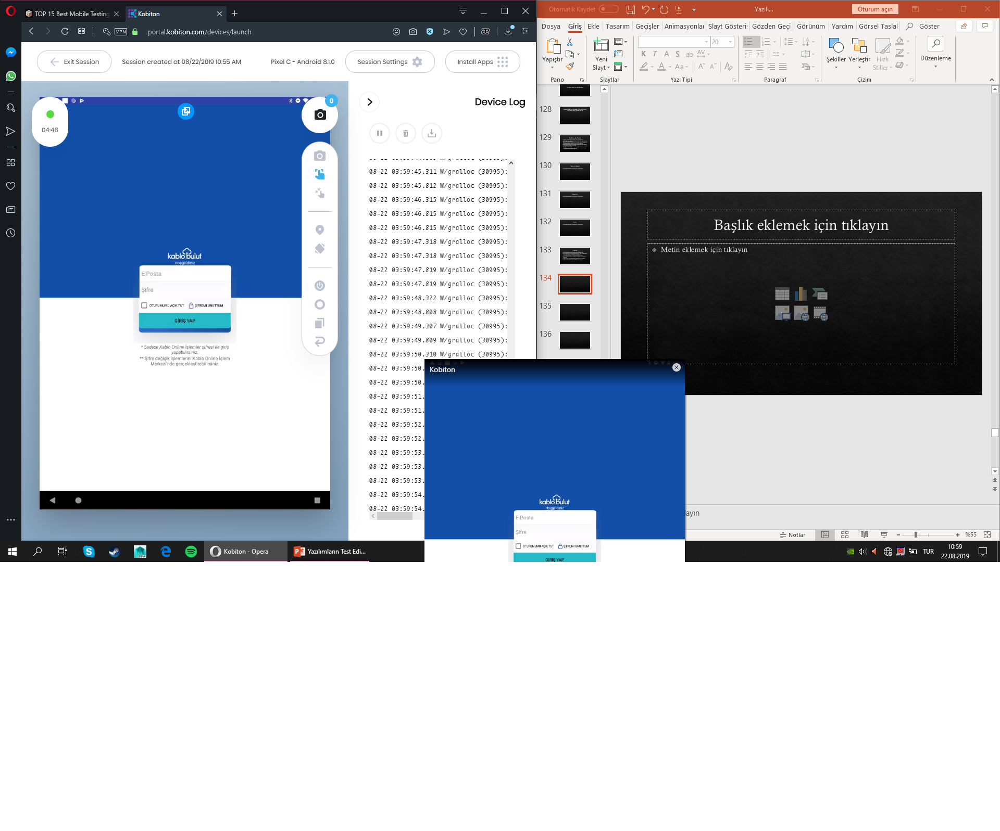 TOP 15 Best Mobile Testing
Kobiton
VPN
portal.kobiton.com/devices/launch
Exit Session
Session created at 08/22/2019 10:55 AM
Pixel C - Android 8.1.0
Session Settings
Install Apps
04:46
0
kablo bulut
Hoşgeldiniz
E-Posta
Şifre
OTURUMUMU AÇIK TUT
ŞIFREMI UNUTTUM
GİRİŞ YAP
* Sadece Kablo Online İşlemler şifresi ile giriş
yapabilirsiniz.
** Şifre değişik işlemlerini Kablo Online İşlem
Merkezi'nde gerçekleştirebilirsiniz.
Device Log
08-22 03:59:45.311 W/gralloc (30995):
08-22 03:59:45.812 W/gralloc (30995):
08-22 03:59:46.315 W/gralloc (30995):
08-22 03:59:46.815 W/gralloc (30995):
08-22 03:59:46.815 W/gralloc (30995):
08-22 03:59:47.318 W/gralloc (30995):
08-22 03:59:47.318 W/gralloc (30995):
08-22 03:59:47.819 W/gralloc (30995):
08-22 03:59:47.819 W/gralloc (30995):
08-22 03:59:48.322 W/gralloc (30995):
08-22 03:59:48.808 W/gralloc (30995):
08-22 03:59:49.307 W/gralloc (30995):
08-22 03:59:49.809 W/gralloc (30995):
08-22 03:59:50.310 W/gralloc (30995):
08-22 03:59:50.
08-22 03:59:50.
08-22 03:59:51.
08-22 03:59:51.
08-22 03:59:52.
08-22 03:59:52.
08-22 03:59:53.
08-22 03:59:53.
08-22 03:59:53.
08-22 03:59:54.
08-22 03:59:54.
Kobiton
kablo bulut
Hoşgeldiniz
E-Posta
Şifre
OTURUMUMU AÇIK TUT
ŞIFREMI UNUTTUM
GİRİŞ YAP
Otomatik Kaydet
Yazılı...
Oturum açın
Dosya
Giriş
Ekle
Tasarım
Geçişler
Animasyonlar
Slayt Gösteri
Gözden Geçi
Görünüm
Yardım
Görsel Taslal
Göster
Yapıştır
Pano
Yeni
Slayt
Slaytlar
20
K T A S ab AV
A Aa A A A
Yazı Tipi
Paragraf
Şekiller
Yerleştir
Hızlı
Stiller
Çizim
Düzenleme
128
129
130
131
132
133
134
135
136
Başlık eklemek için tıklayın
Metin eklemek için tıklayın
layın
Notlar
%55
Kobiton - Opera
Yazılımların Test Edi...
TUR
10:59
22.08.2019